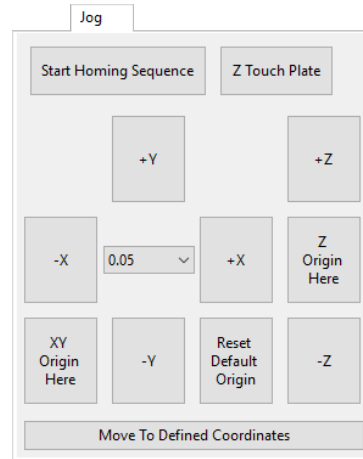 Jog
Start Homing Sequence
Z Touch Plate
+Y
+Z
-X
0.05
+X
Z
Origin
Here
XY
Origin
Here
-Y
Reset
Default
Origin
-Z
Move To Defined Coordinates